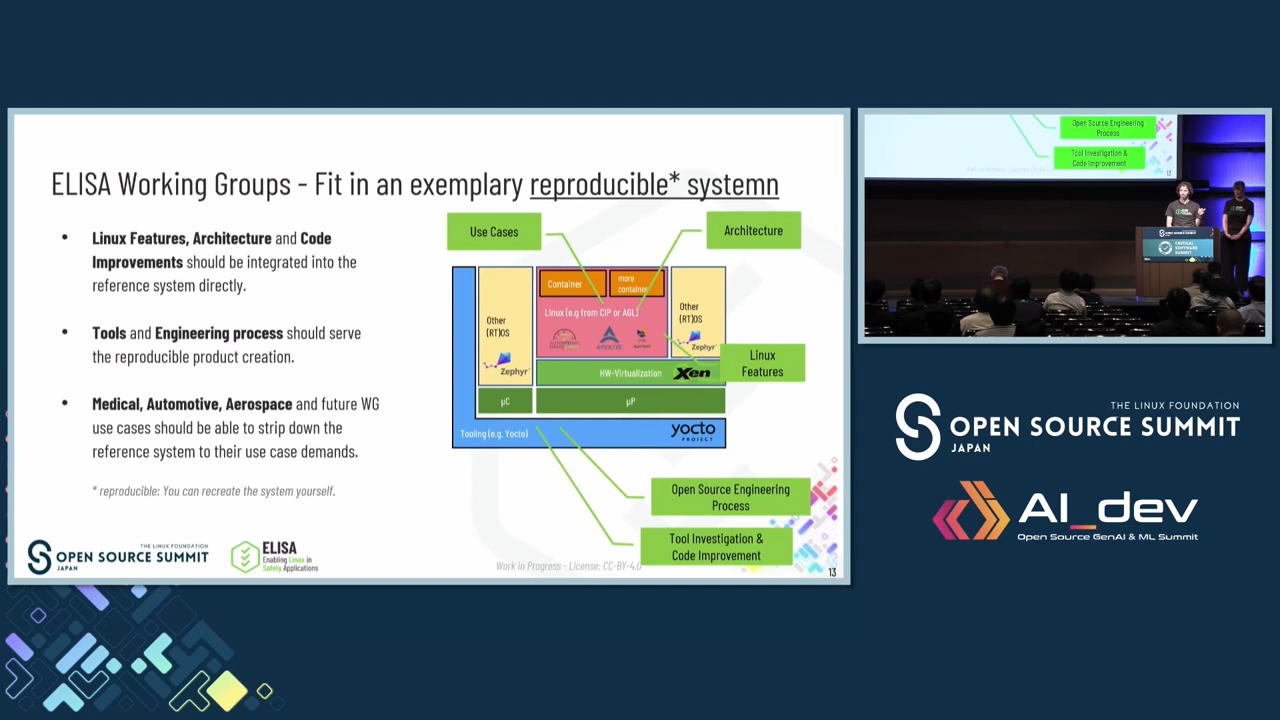 ELISA Working Groups - Fit in an exemplary reproducible* systemn
• Linux Features, Architecture and Code
Improvements should be integrated into the
reference system directly.
• Tools and Engineering process should serve
the reproducible product creation.
• Medical, Automotive, Aerospace and future WG
use cases should be able to strip down the
reference system to their use case demands.
* reproducible: You can recreate the system yourself.
Use Cases
Architecture
Container
more
container
Other
(RT)OS
Linux (e.g from CIP or AGL)
Other
(RT)OS
Zephyr
Zephyr
Linux
Features
HW-Virtualization
Xen
µC
µP
Tooling (e.g. Yocto)
yocto
PROJECT
Open Source Engineering
Process
Tool Investigation &
Code Improvement
THE LINUX FOUNDATION
OPEN SOURCE SUMMIT
JAPAN
ELISA
Enabling Linux in
Safety Applications
Work in Progress - License: CC-BY-4.0
13
Open Source Engineering
Process
Tool Investigation &
Code Improvement
12
CRITICAL
SOFTWARE
SUMMIT
THE LINUX FOUNDATION
OPEN SOURCE SUMMIT
JAPAN
AI_dev
Open Source GenAI & ML Summit